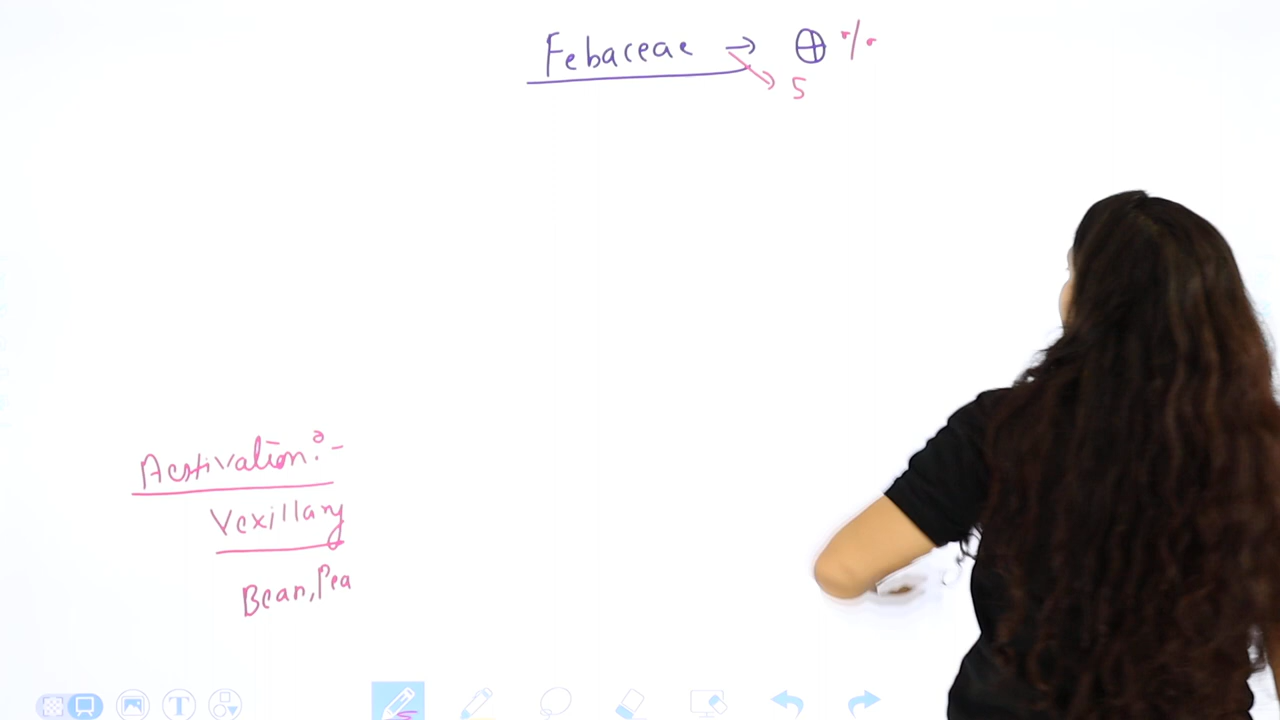 Febaceae → ⊕ %
→ 5
Aestivation:-
Vexillary
Bean, Pea
T